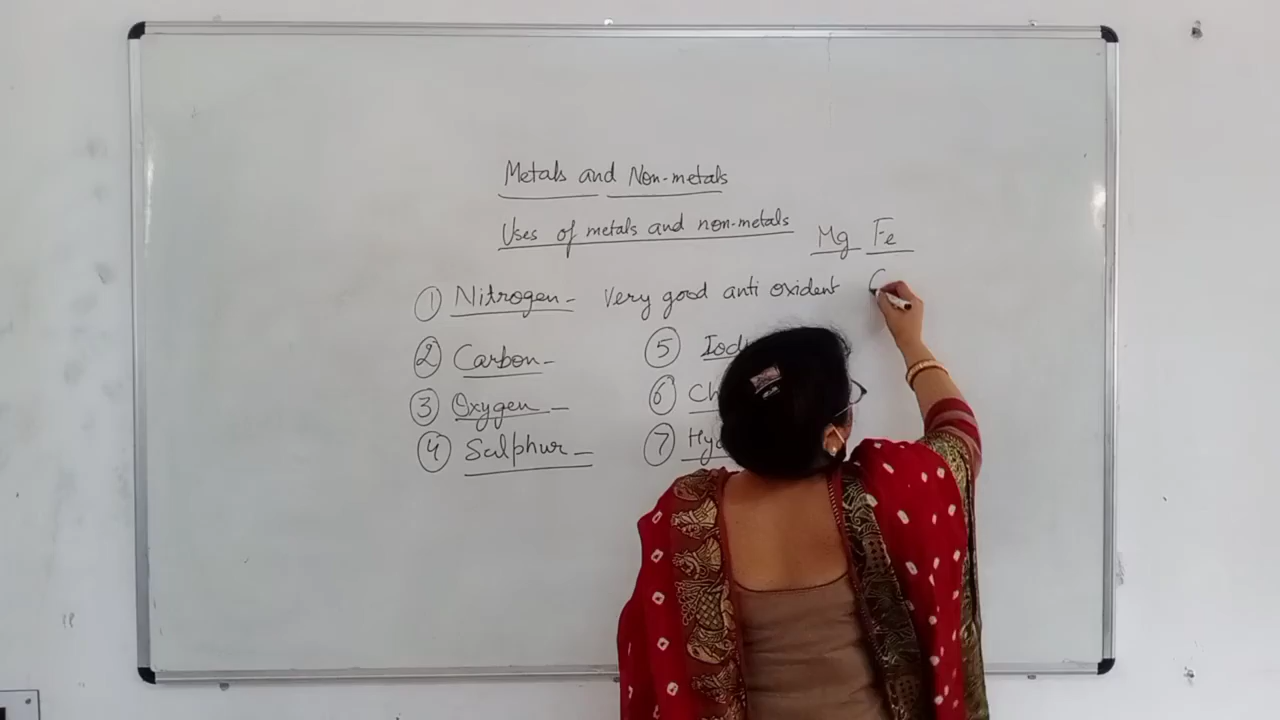 Metals and Non-metals
Uses of metals and non-metals
Mg Fe
① Nitrogen - Very good anti oxident
② Carbon -
③ Oxygen -
④ Sulphur -
⑤
⑥
⑦